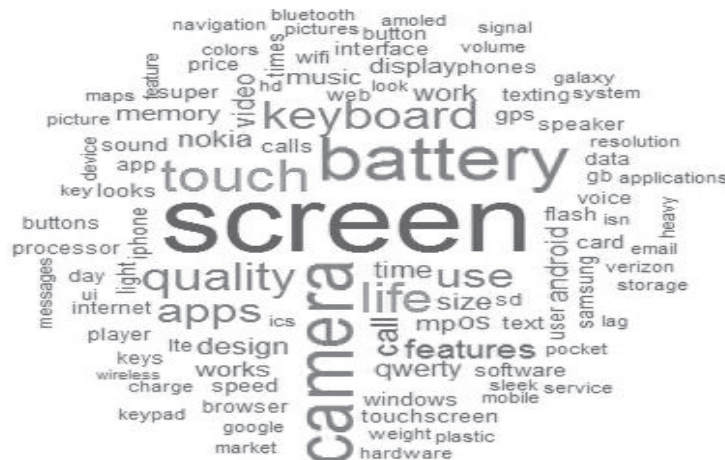 bluetooth
navigation pictures amoled signal
button
colors times wifi interface volume
price
feature music display phones
hd galaxy
maps super video web look work texting system
picture memory keyboard gps speaker
device sound nokia calls battery resolution
app touch data
gb applications
key looks screen voice
buttons flash isn heavy
processor iphone android card email
messages day light quality camera time use samsung verizon
ui life size sd storage
internet apps ics user
player call mp OS text lag
lte design features pocket
keys works qwerty software
wireless charge speed sleek service
windows mobile
keypad browser touchscreen
google weight plastic
market hardware